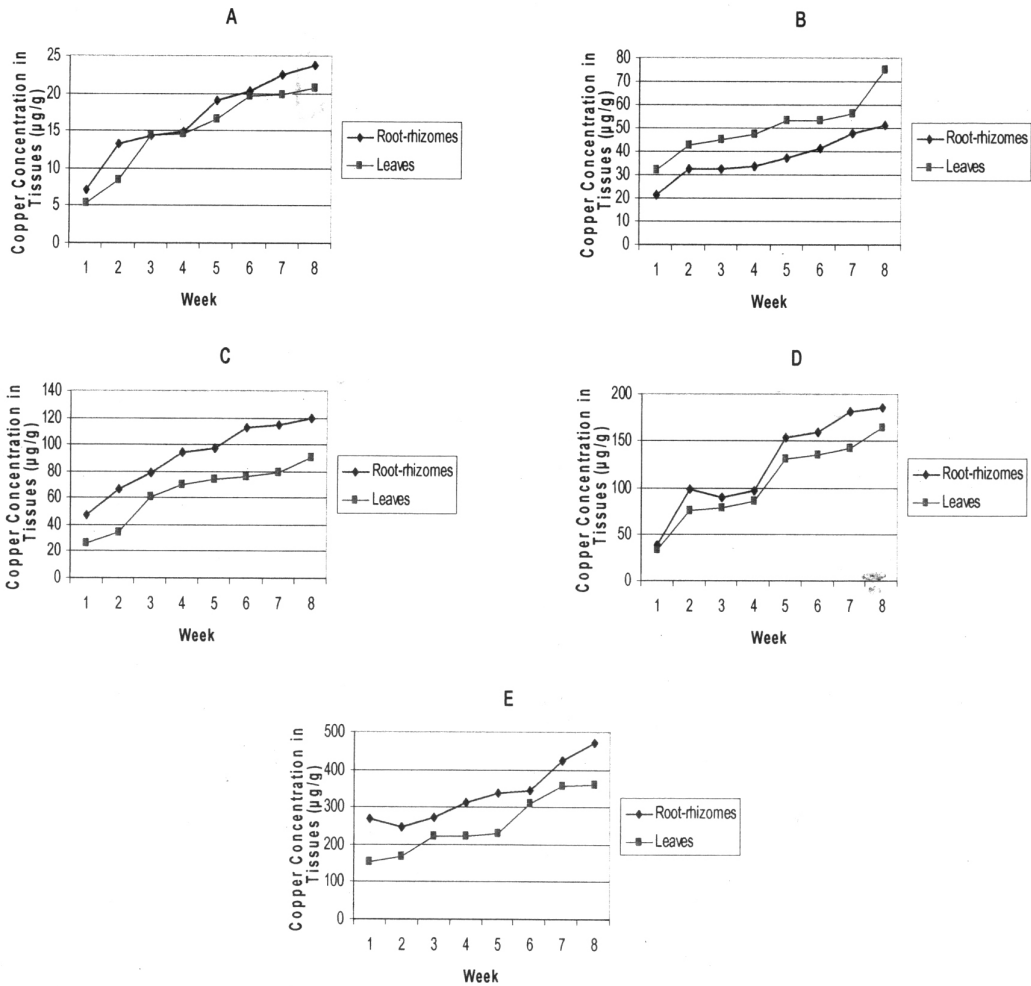 A
Copper Concentration in
Tissues (µg/g)
25
20
15
10
5
0
1 2 3 4 5 6 7 8
Week
Root-rhizomes
Leaves
B
Copper Concentration in
Tissues (µg/g)
80
70
60
50
40
30
20
10
0
1 2 3 4 5 6 7 8
Week
Root-rhizomes
Leaves
C
Copper Concentration in
Tissues (µg/g)
140
120
100
80
60
40
20
0
1 2 3 4 5 6 7 8
Week
Root-rhizomes
Leaves
D
Copper Concentration in
Tissues (µg/g)
200
150
100
50
0
1 2 3 4 5 6 7 8
Week
Root-rhizomes
Leaves
E
Copper Concentration in
Tissues (µg/g)
500
400
300
200
100
0
1 2 3 4 5 6 7 8
Week
Root-rhizomes
Leaves